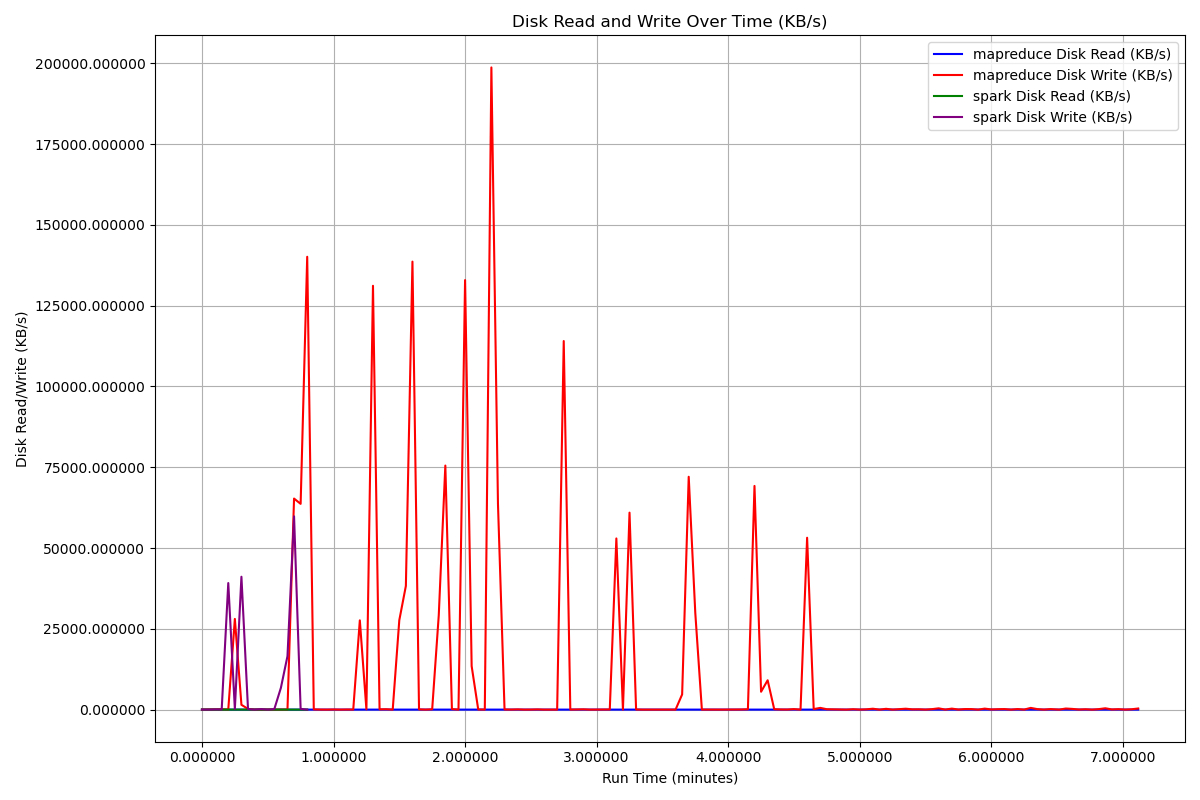 Disk Read and Write Over Time (KB/s)
mapreduce Disk Read (KB/s)
mapreduce Disk Write (KB/s)
spark Disk Read (KB/s)
spark Disk Write (KB/s)
Disk Read/Write (KB/s)
200000.000000
175000.000000
150000.000000
125000.000000
100000.000000
75000.000000
50000.000000
25000.000000
0.000000
0.000000 1.000000 2.000000 3.000000 4.000000 5.000000 6.000000 7.000000
Run Time (minutes)